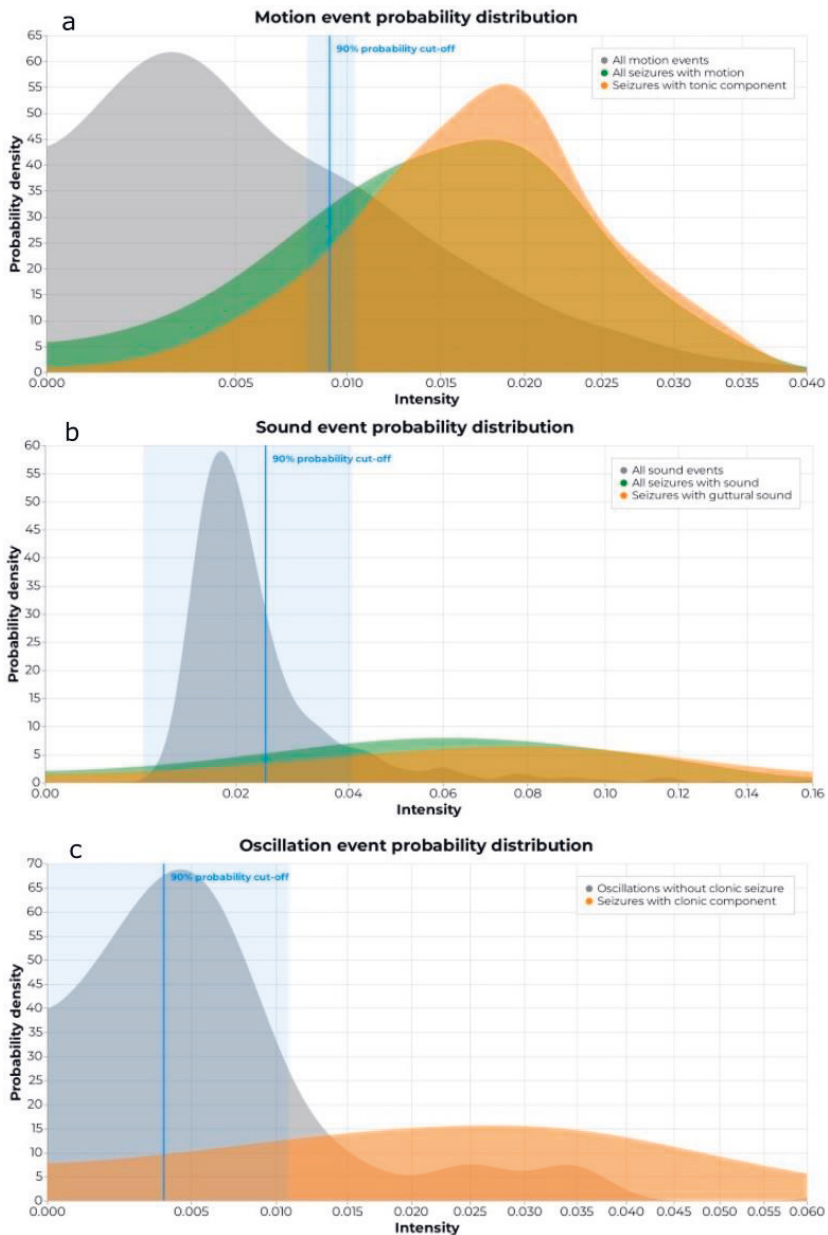 a
Motion event probability distribution
65
60
55
50
45
40
35
30
25
20
15
10
5
0
Probability density
90% probability cut-off
All motion events
All seizures with motion
Seizures with tonic component
0.000 0.005 0.010 0.015 0.020 0.025 0.030 0.040
Intensity
b
Sound event probability distribution
60
55
50
45
40
35
30
25
20
15
10
5
0
Probability density
90% probability cut-off
All sound events
All seizures with sound
Seizures with guttural sound
0.00 0.02 0.04 0.06 0.08 0.10 0.12 0.14 0.16
Intensity
c
Oscillation event probability distribution
70
65
60
55
50
45
40
35
30
25
20
15
10
5
0
Probability density
90% probability cut-off
Oscillations without clonic seizure
Seizures with clonic component
0.000 0.005 0.010 0.015 0.020 0.025 0.030 0.035 0.040 0.045 0.050 0.055 0.060
Intensity